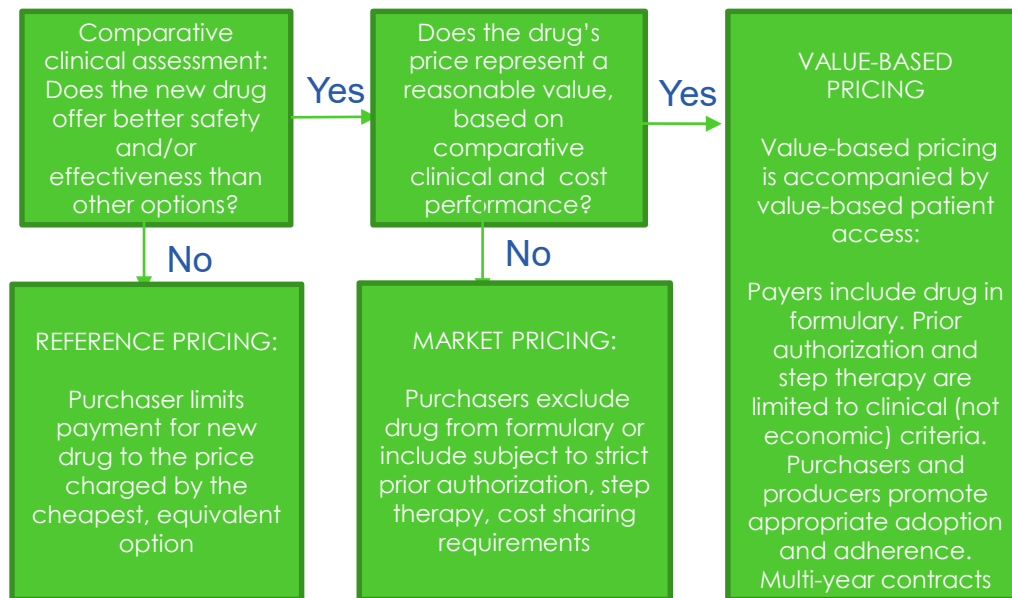 Comparative
clinical assessment:
Does the new drug
offer better safety
and/or
effectiveness than
other options?
Yes
Does the drug’s
price represent a
reasonable value,
based on
comparative
clinical and cost
performance?
Yes
VALUE-BASED
PRICING
Value-based pricing
is accompanied by
value-based patient
access:
Payers include drug in
formulary. Prior
authorization and
step therapy are
limited to clinical (not
economic) criteria.
Purchasers and
producers promote
appropriate adoption
and adherence.
Multi-year contracts
No
No
REFERENCE PRICING:
Purchaser limits
payment for new
drug to the price
charged by the
cheapest, equivalent
option
MARKET PRICING:
Purchasers exclude
drug from formulary or
include subject to strict
prior authorization, step
therapy, cost sharing
requirements